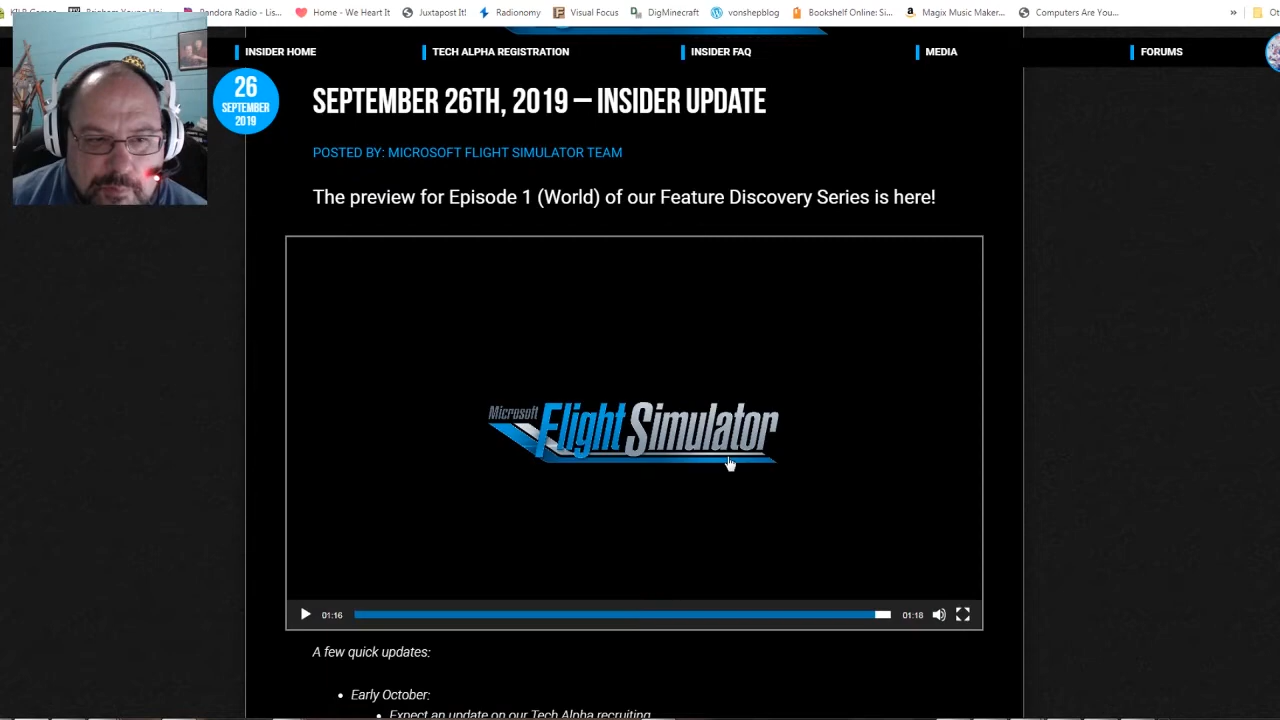 Pandora Radio - Lis...
Home - We Heart It
Juxtapost It!
Radionomy
Visual Focus
DigMinecraft
vonshepblog
Bookshelf Online: Si...
Magix Music Maker...
Computers Are You...
»
INSIDER HOME
TECH ALPHA REGISTRATION
INSIDER FAQ
MEDIA
FORUMS
26
SEPTEMBER
2019
SEPTEMBER 26TH, 2019 – INSIDER UPDATE
POSTED BY: MICROSOFT FLIGHT SIMULATOR TEAM
The preview for Episode 1 (World) of our Feature Discovery Series is here!
Microsoft
Flight Simulator
01:16
01:18
A few quick updates:
• Early October:
• Expect an update on our Tech Alpha recruiting